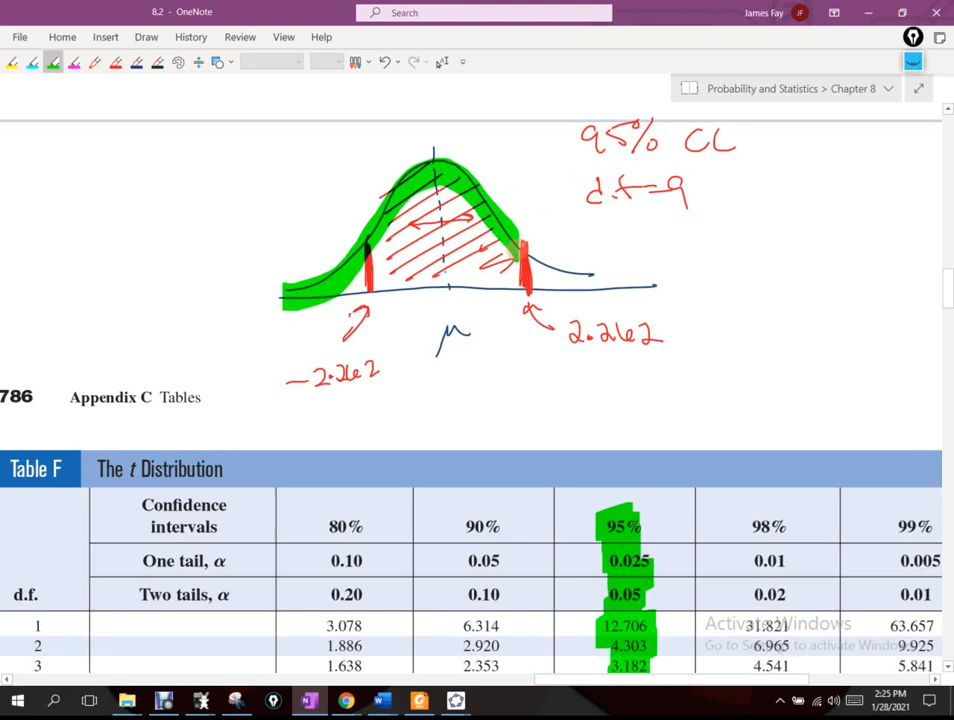 8.2 - OneNote
Search
James Fay JF
File Home Insert Draw History Review View Help
Probability and Statistics > Chapter 8
95% CL
d.f=9
μ
2.262
-2.262
786 Appendix C Tables
Table F The t Distribution
Confidence intervals 80% 90% 95% 98% 99%
One tail, α 0.10 0.05 0.025 0.01 0.005
d.f. Two tails, α 0.20 0.10 0.05 0.02 0.01
1 3.078 6.314 12.706 31.821 63.657
2 1.886 2.920 4.303 6.965 9.925
3 1.638 2.353 3.182 4.541 5.841
Activate Windows
Go to Settings to activate Windows.
2:25 PM
1/28/2021